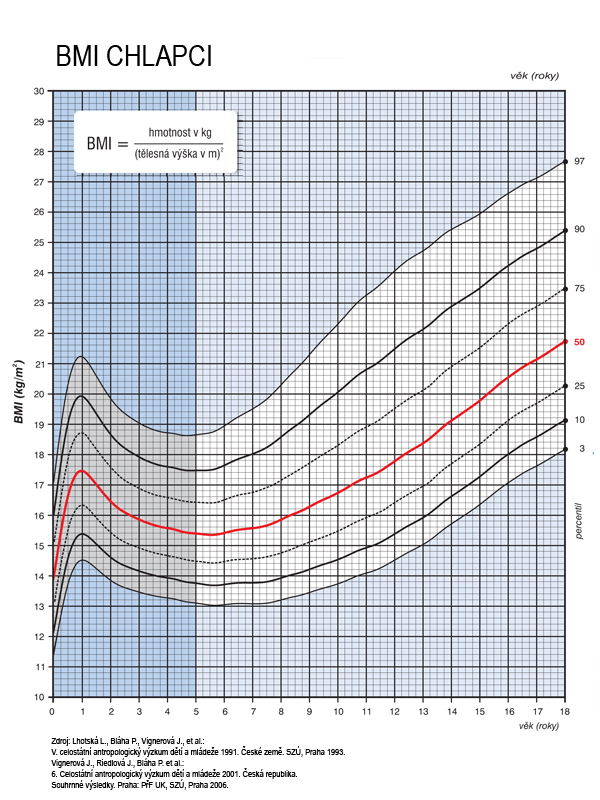 BMI CHLAPCI
věk (roky)
BMI =
hmotnost v kg
(tělesná výška v m)²
30
29
28
27
26
25
24
23
22
21
20
19
18
17
16
15
14
13
12
11
10
BMI (kg/m²)
97
90
75
50
25
10
3
percentil
0 1 2 3 4 5 6 7 8 9 10 11 12 13 14 15 16 17 18
věk (roky)
Zdroj: Lhotská L., Bláha P., Vignerová J., et al.:
V. celostátní antropologický výzkum dětí a mládeže 1991. České země. SZÚ, Praha 1993.
Vignerová J., Riedlová J., Bláha P. et al.:
6. Celostátní antropologický výzkum dětí a mládeže 2001. Česká republika.
Souhrnné výsledky. Praha: PřF UK, SZÚ, Praha 2006.